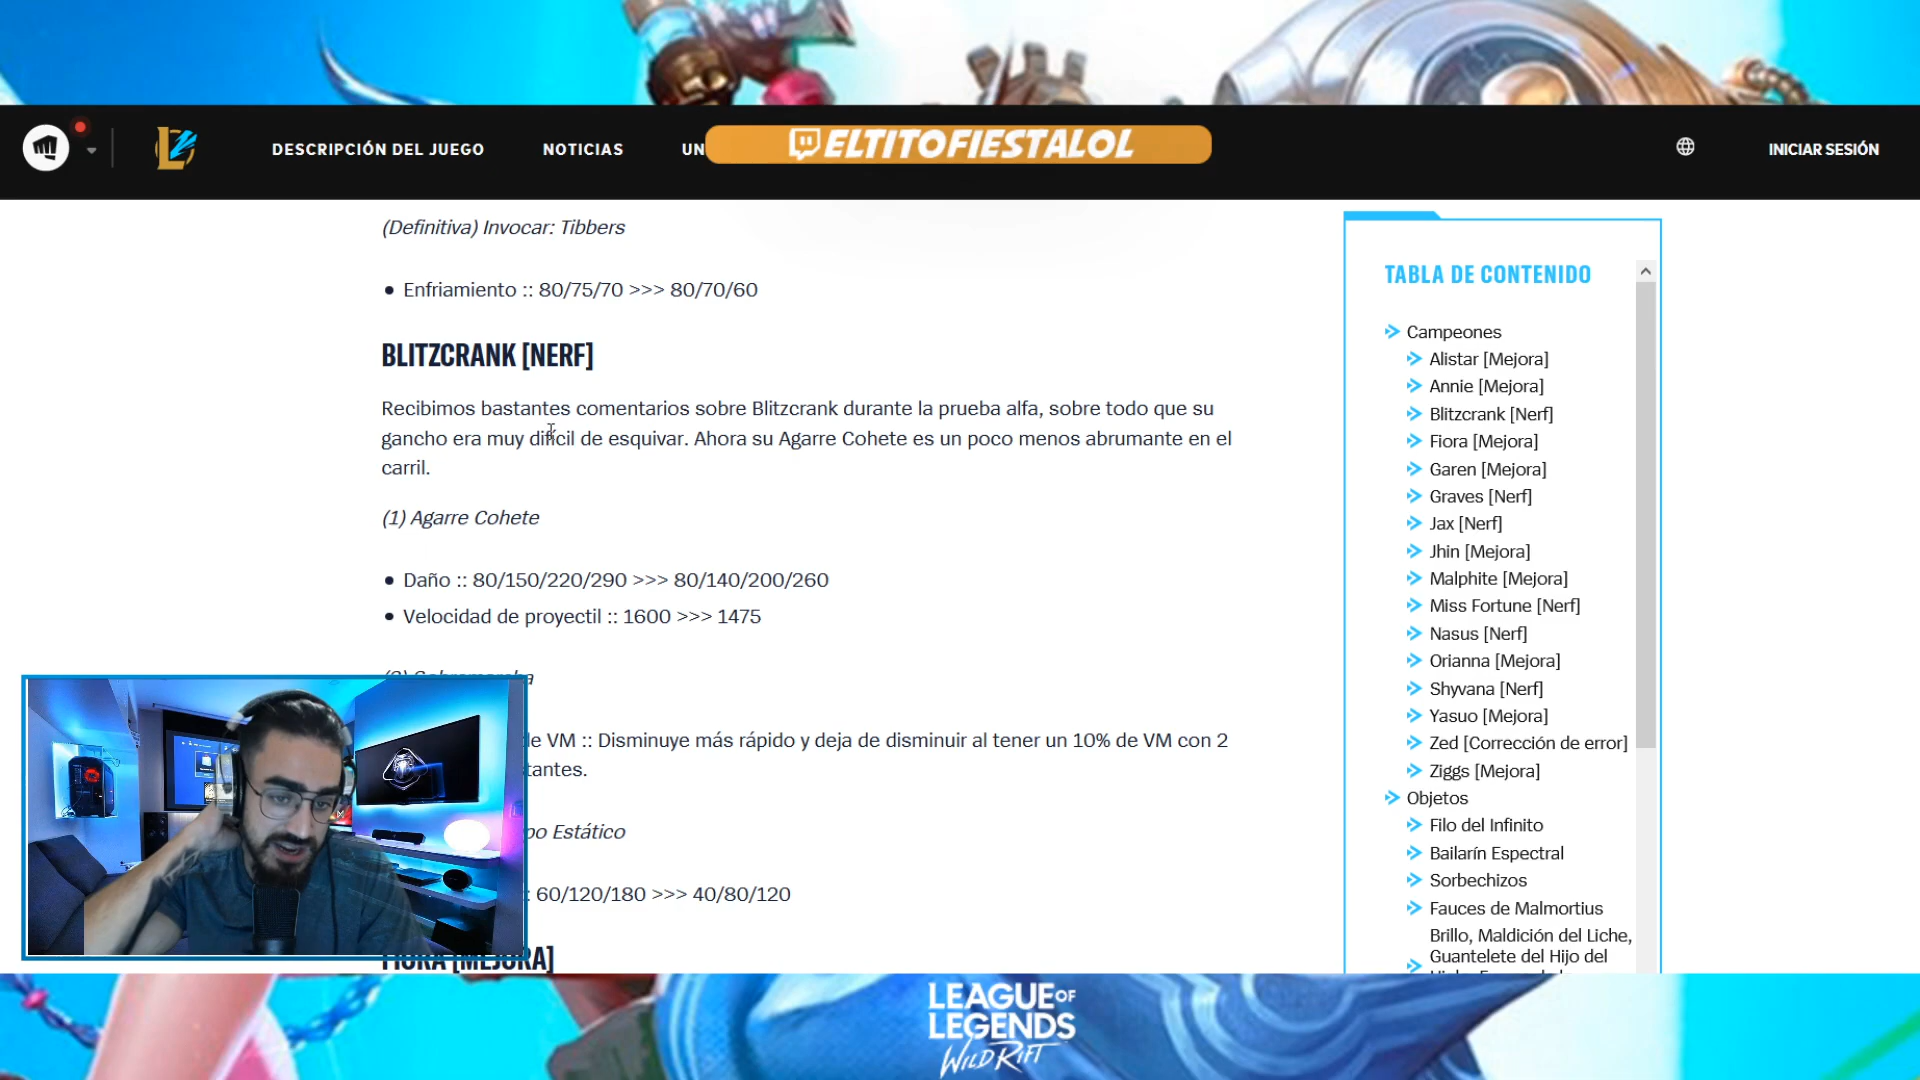 DESCRIPCIÓN DEL JUEGO
NOTICIAS
UN
ELTITOFIESTALOL
INICIAR SESIÓN
(Definitiva) Invocar: Tibbers
Enfriamiento :: 80/75/70 >>> 80/70/60
BLITZCRANK [NERF]
Recibimos bastantes comentarios sobre Blitzcrank durante la prueba alfa, sobre todo que su
gancho era muy difícil de esquivar. Ahora su Agarre Cohete es un poco menos abrumante en el
carril.
(1) Agarre Cohete
Daño :: 80/150/220/290 >>> 80/140/200/260
Velocidad de proyectil :: 1600 >>> 1475
de VM :: Disminuye más rápido y deja de disminuir al tener un 10% de VM con 2
tantes.
po Estático
: 60/120/180 >>> 40/80/120
FIORA [MEJORA]
TABLA DE CONTENIDO
Campeones
Alistar [Mejora]
Annie [Mejora]
Blitzcrank [Nerf]
Fiora [Mejora]
Garen [Mejora]
Graves [Nerf]
Jax [Nerf]
Jhin [Mejora]
Malphite [Mejora]
Miss Fortune [Nerf]
Nasus [Nerf]
Orianna [Mejora]
Shyvana [Nerf]
Yasuo [Mejora]
Zed [Corrección de error]
Ziggs [Mejora]
Objetos
Filo del Infinito
Bailarín Espectral
Sorbechizos
Fauces de Malmortius
Brillo, Maldición del Liche,
Guantelete del Hijo del
LEAGUE OF
LEGENDS
WILD RIFT